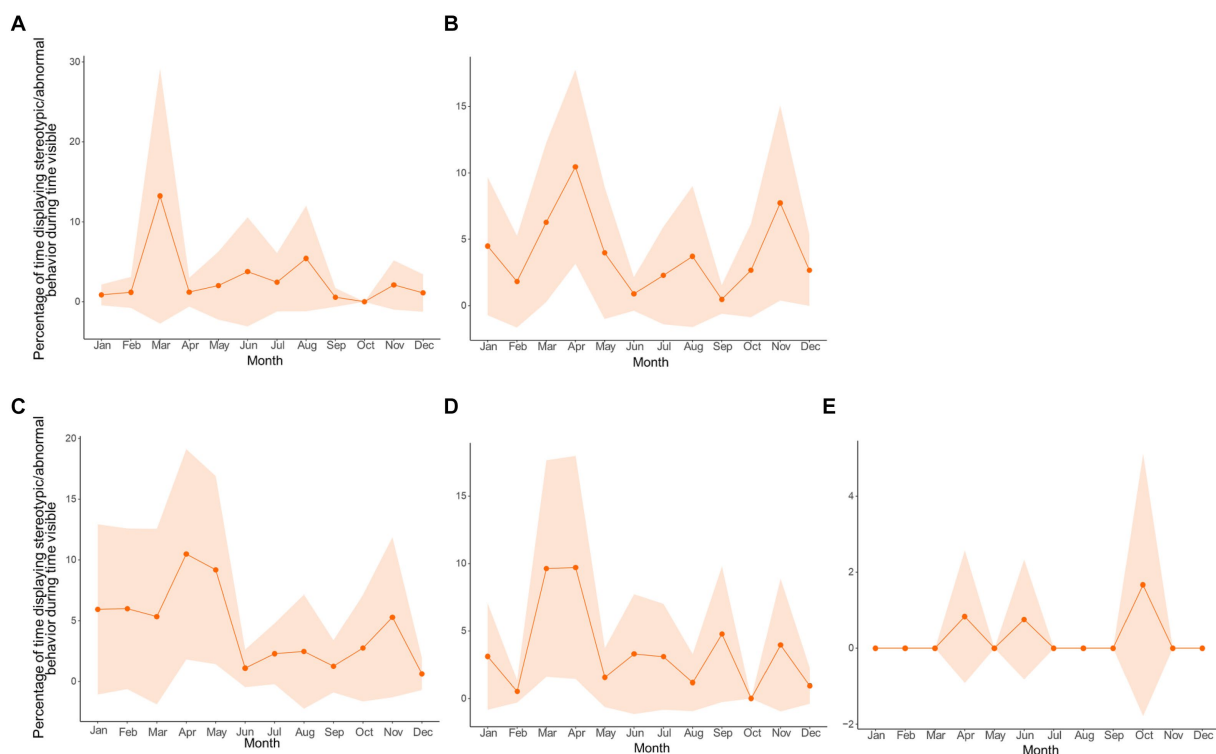 A
B
Percentage of time displaying stereotypic/abnormal
behavior during time visible
30
20
10
0
Jan Feb Mar Apr May Jun Jul Aug Sep Oct Nov Dec
Month
15
10
5
0
Jan Feb Mar Apr May Jun Jul Aug Sep Oct Nov Dec
Month
C
D
E
Percentage of time displaying stereotypic/abnormal
behavior during time visible
20
15
10
5
0
Jan Feb Mar Apr May Jun Jul Aug Sep Oct Nov Dec
Month
15
10
5
0
Jan Feb Mar Apr May Jun Jul Aug Sep Oct Nov Dec
Month
4
2
0
−2
Jan Feb Mar Apr May Jun Jul Aug Sep Oct Nov Dec
Month